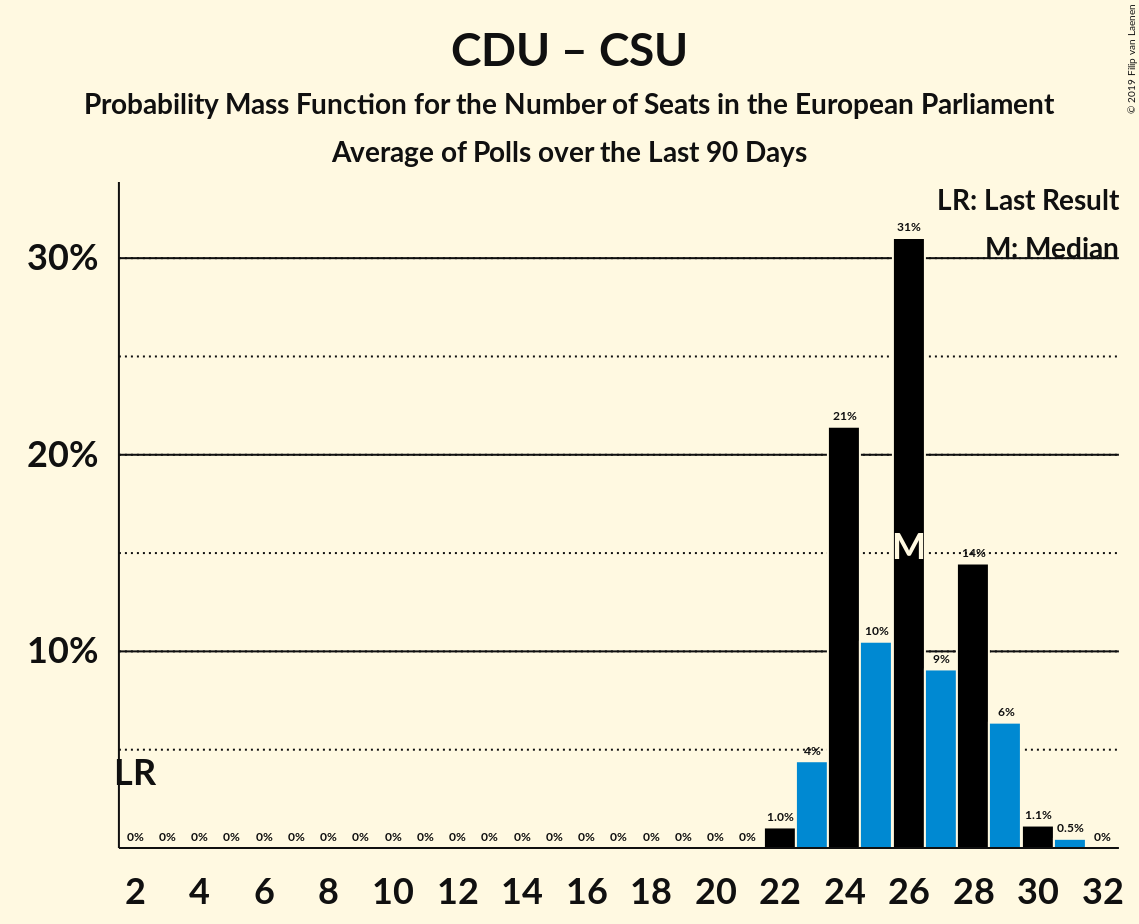 CDU – CSU
Probability Mass Function for the Number of Seats in the European Parliament
Average of Polls over the Last 90 Days
© 2019 Filip van Laenen
LR: Last Result
M: Median
30%
20%
10%
31%
21%
M
14%
10%
9%
6%
4%
LR
1.0%
1.1%
0.5%
0% 0% 0% 0% 0% 0% 0% 0% 0% 0% 0% 0% 0% 0% 0% 0% 0% 0% 0% 0% 0%
2 4 6 8 10 12 14 16 18 20 22 24 26 28 30 32